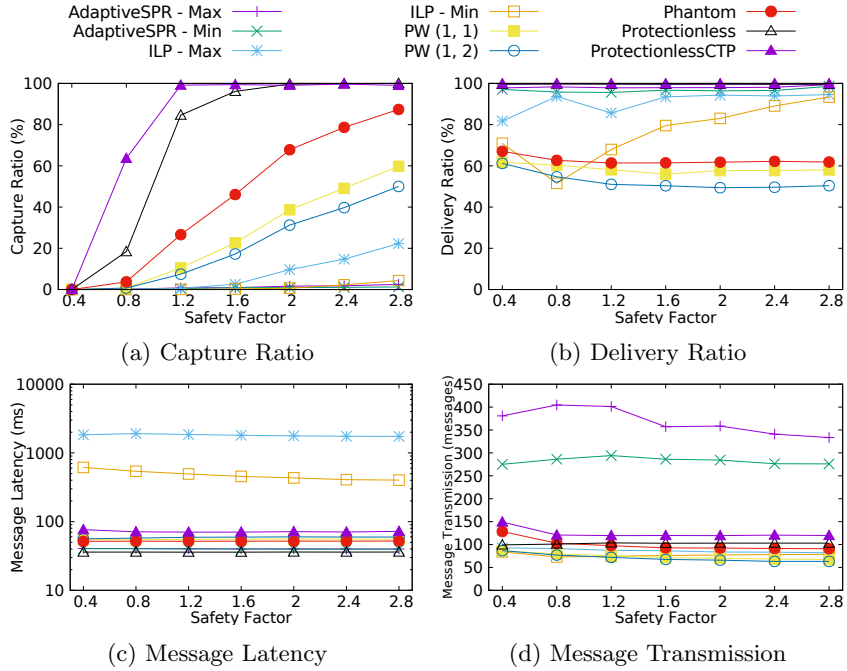 AdaptiveSPR - Max
AdaptiveSPR - Min
ILP - Max
ILP - Min
PW (1, 1)
PW (1, 2)
Phantom
Protectionless
ProtectionlessCTP
Capture Ratio (%)
100
80
60
40
20
0
0.4 0.8 1.2 1.6 2 2.4 2.8
Safety Factor
(a) Capture Ratio
Delivery Ratio (%)
100
80
60
40
20
0
0.4 0.8 1.2 1.6 2 2.4 2.8
Safety Factor
(b) Delivery Ratio
Message Latency (ms)
10000
1000
100
10
0.4 0.8 1.2 1.6 2.0 2.4 2.8
Safety Factor
(c) Message Latency
Message Transmission (messages)
450
400
350
300
250
200
150
100
50
0
0.4 0.8 1.2 1.6 2.0 2.4 2.8
Safety Factor
(d) Message Transmission